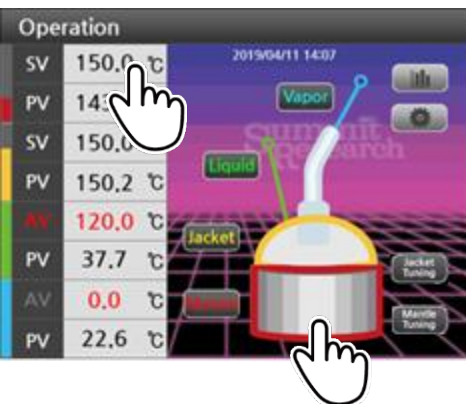 Operation
SV 150.0 ℃
2019/04/11 14:07
PV
SV 150.0
PV 150.2 ℃
AV 120.0 ℃
PV 37.7 ℃
AV 0.0 ℃
PV 22.6 ℃
Vapor
Summit
Research
Liquid
Jacket
Jacket
Tuning
Mantle
Tuning